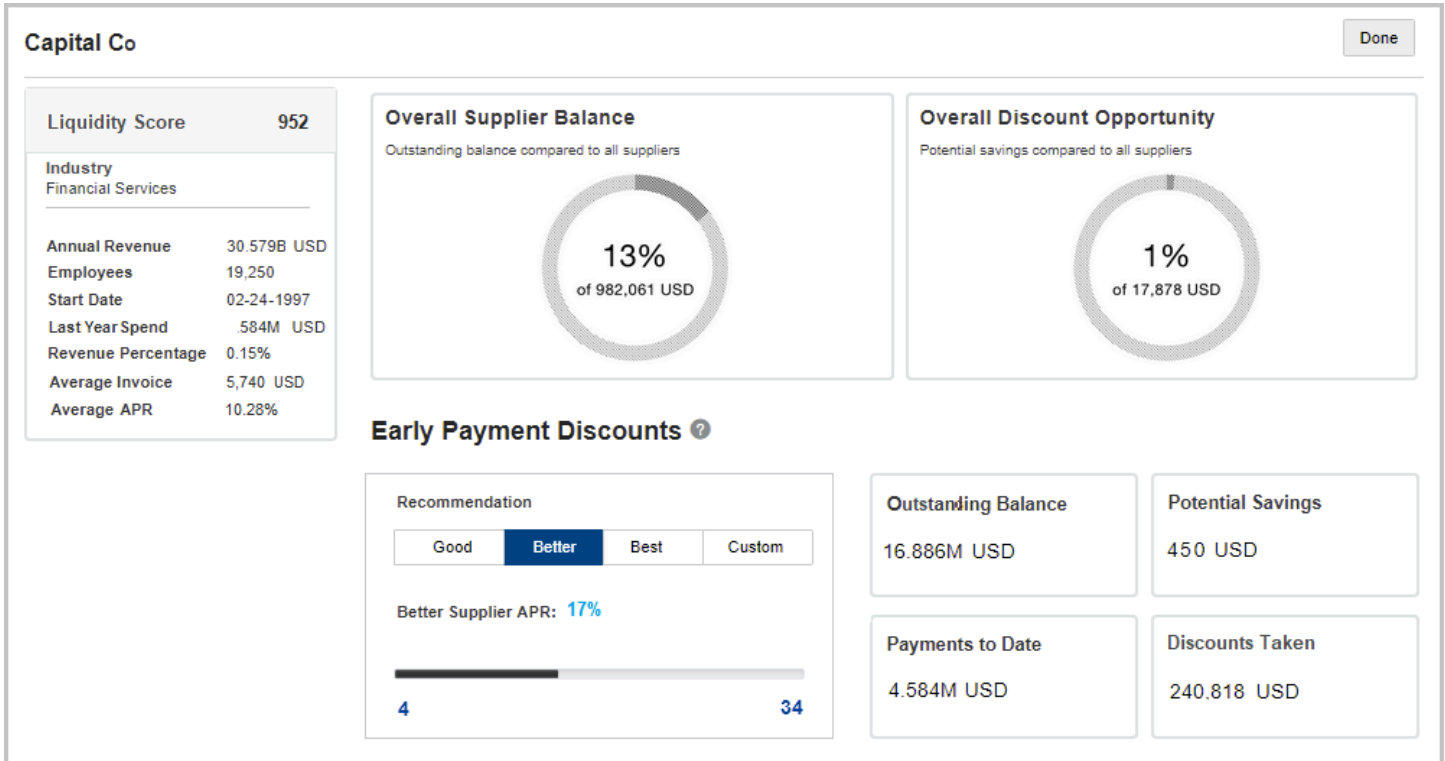 Capital Co
Done
Liquidity Score 952
Industry
Financial Services
Annual Revenue 30.579B USD
Employees 19,250
Start Date 02-24-1997
Last Year Spend .584M USD
Revenue Percentage 0.15%
Average Invoice 5,740 USD
Average APR 10.28%
Overall Supplier Balance
Outstanding balance compared to all suppliers
13%
of 982,061 USD
Overall Discount Opportunity
Potential savings compared to all suppliers
1%
of 17,878 USD
Early Payment Discounts ?
Recommendation
Good Better Best Custom
Better Supplier APR: 17%
4 34
Outstanding Balance
16.886M USD
Potential Savings
450 USD
Payments to Date
4.584M USD
Discounts Taken
240.818 USD